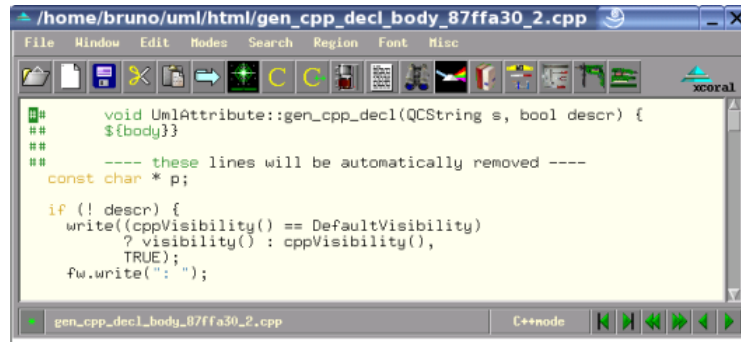 /home/bruno/uml/html/gen_cpp_decl_body_87ffa30_2.cpp
File Window Edit Modes Search Region Font Misc
C C xcoral
## void UmlAttribute::gen_cpp_decl(QCString s, bool descr) {
## ${body}}
##
## ---- these lines will be automatically removed ----
const char * p;
if (! descr) {
write((cppVisibility() == DefaultVisibility)
? visibility() : cppVisibility(),
TRUE);
fw.write(": ");
gen_cpp_decl_body_87ffa30_2.cpp C++mode